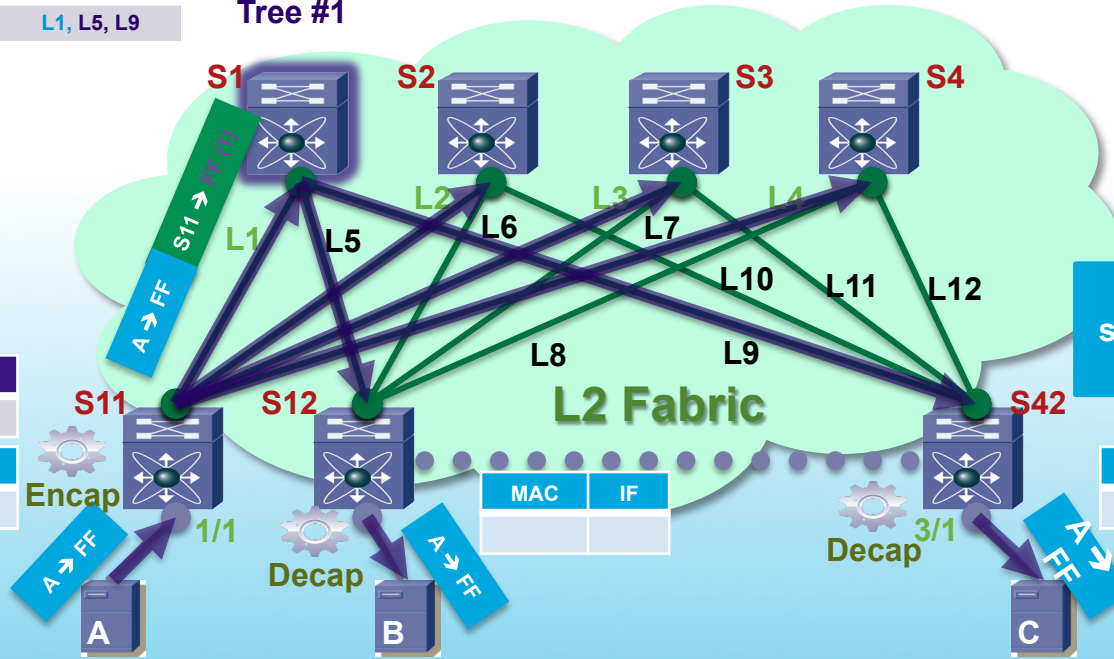 Tree #1
L1, L5, L9
S1
S2
S3
S4
S11 → FF (1)
A → FF
L1
L5
L2
L6
L3
L7
L4
L10
L11
L12
L8
L9
L2 Fabric
S11
S12
S42
Encap
1/1
A → FF
A
Decap
A → FF
B
MAC IF
Decap
3/1
A →
FF
C